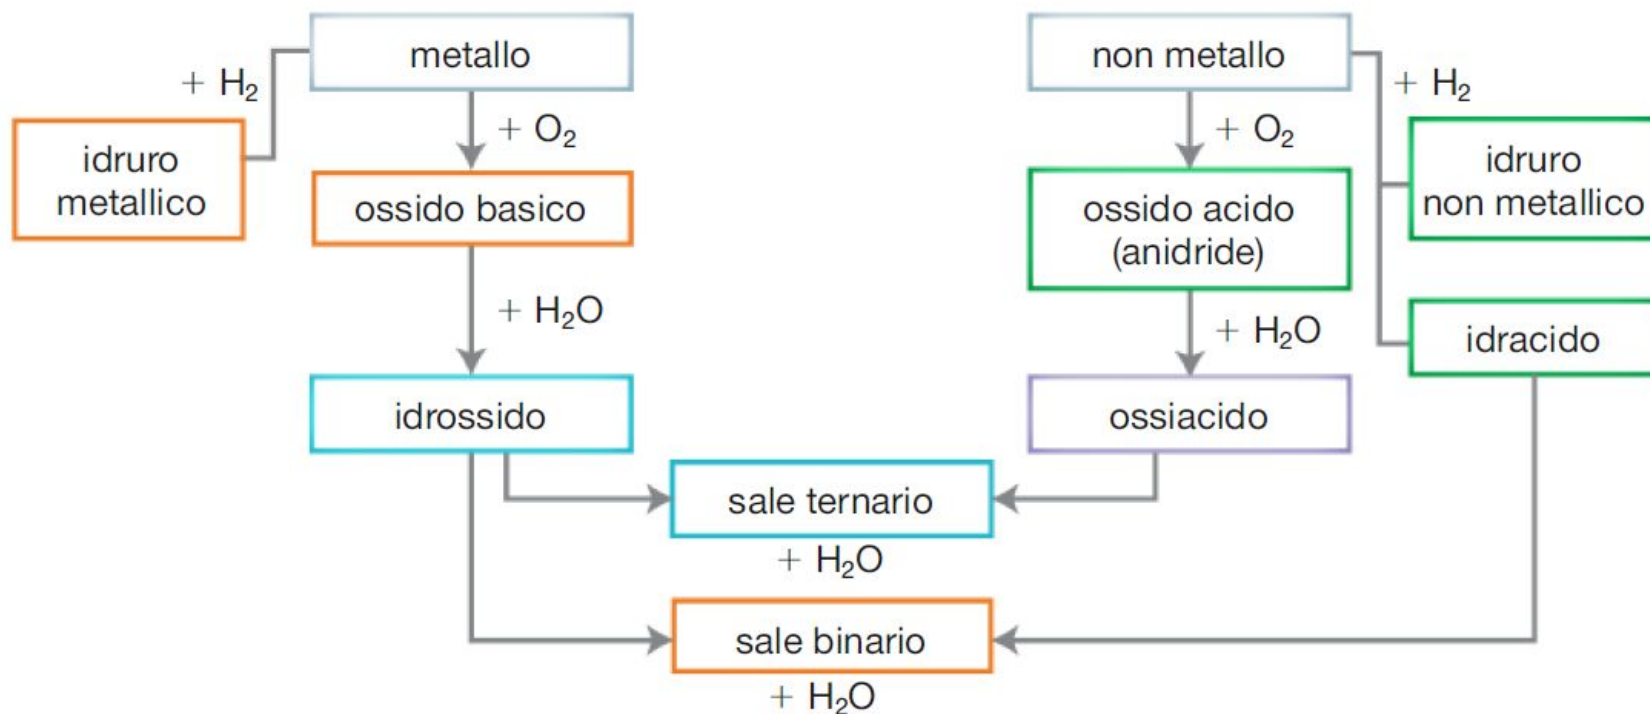 metallo
non metallo
+ H₂
+ H₂
+ O₂
+ O₂
idruro
metallico
idruro
non metallico
ossido basico
ossido acido
(anidride)
+ H₂O
+ H₂O
idracido
idrossido
ossiacido
sale ternario
+ H₂O
sale binario
+ H₂O